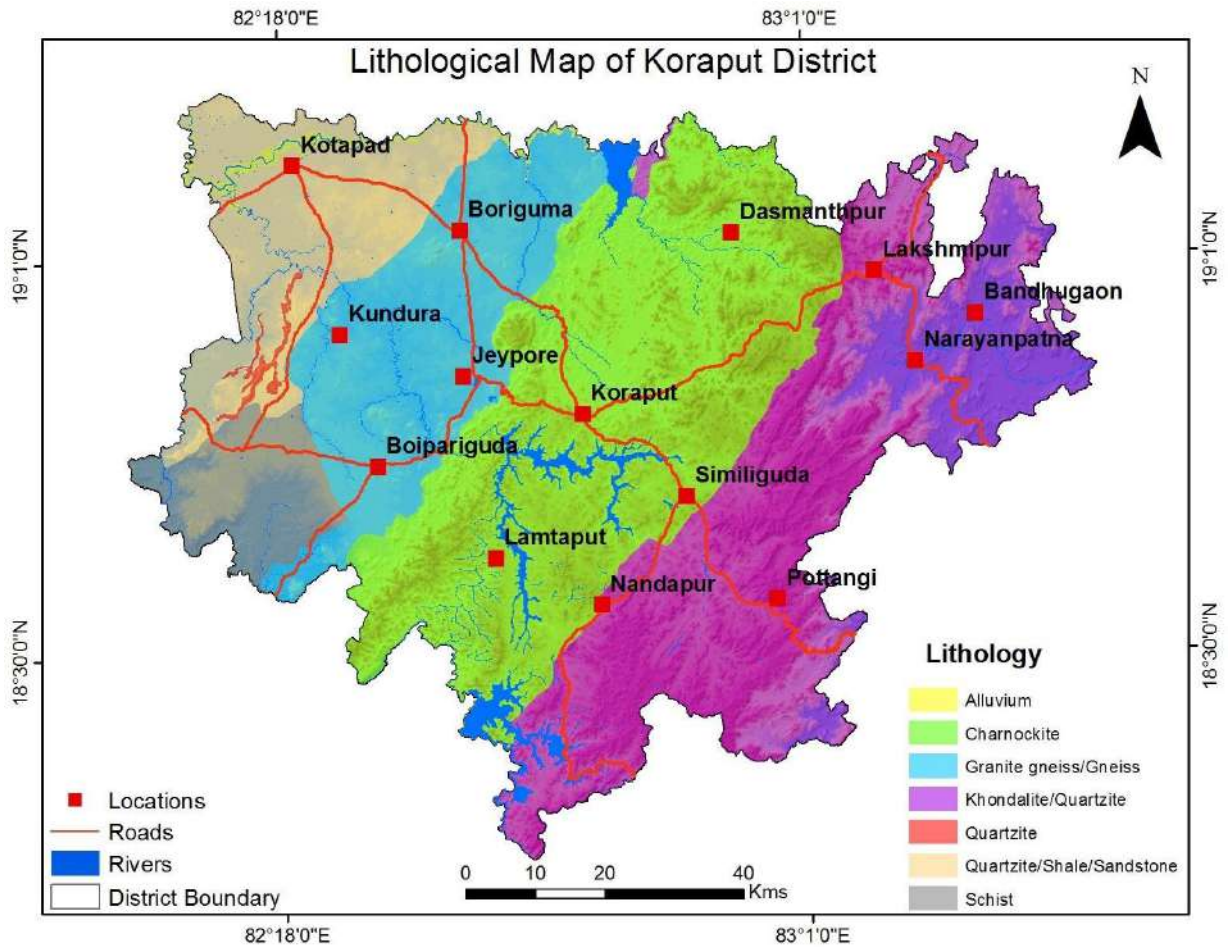 82°18'0"E
83°1'0"E
Lithological Map of Koraput District
N
Kotapad
Boriguma
Dasmanthpur
19°1'0"N
19°1'0"N
Lakshmipur
Kundura
Bandhugaon
Narayanpatna
Jeypore
Koraput
Boipariguda
Similiguda
Lamtaput
Nandapur
Pottangi
18°30'0"N
18°30'0"N
Lithology
Alluvium
Charnockite
Granite gneiss/Gneiss
Khondalite/Quartzite
Quartzite
Quartzite/Shale/Sandstone
Schist
Locations
Roads
Rivers
District Boundary
0 10 20 40
Kms
82°18'0"E
83°1'0"E